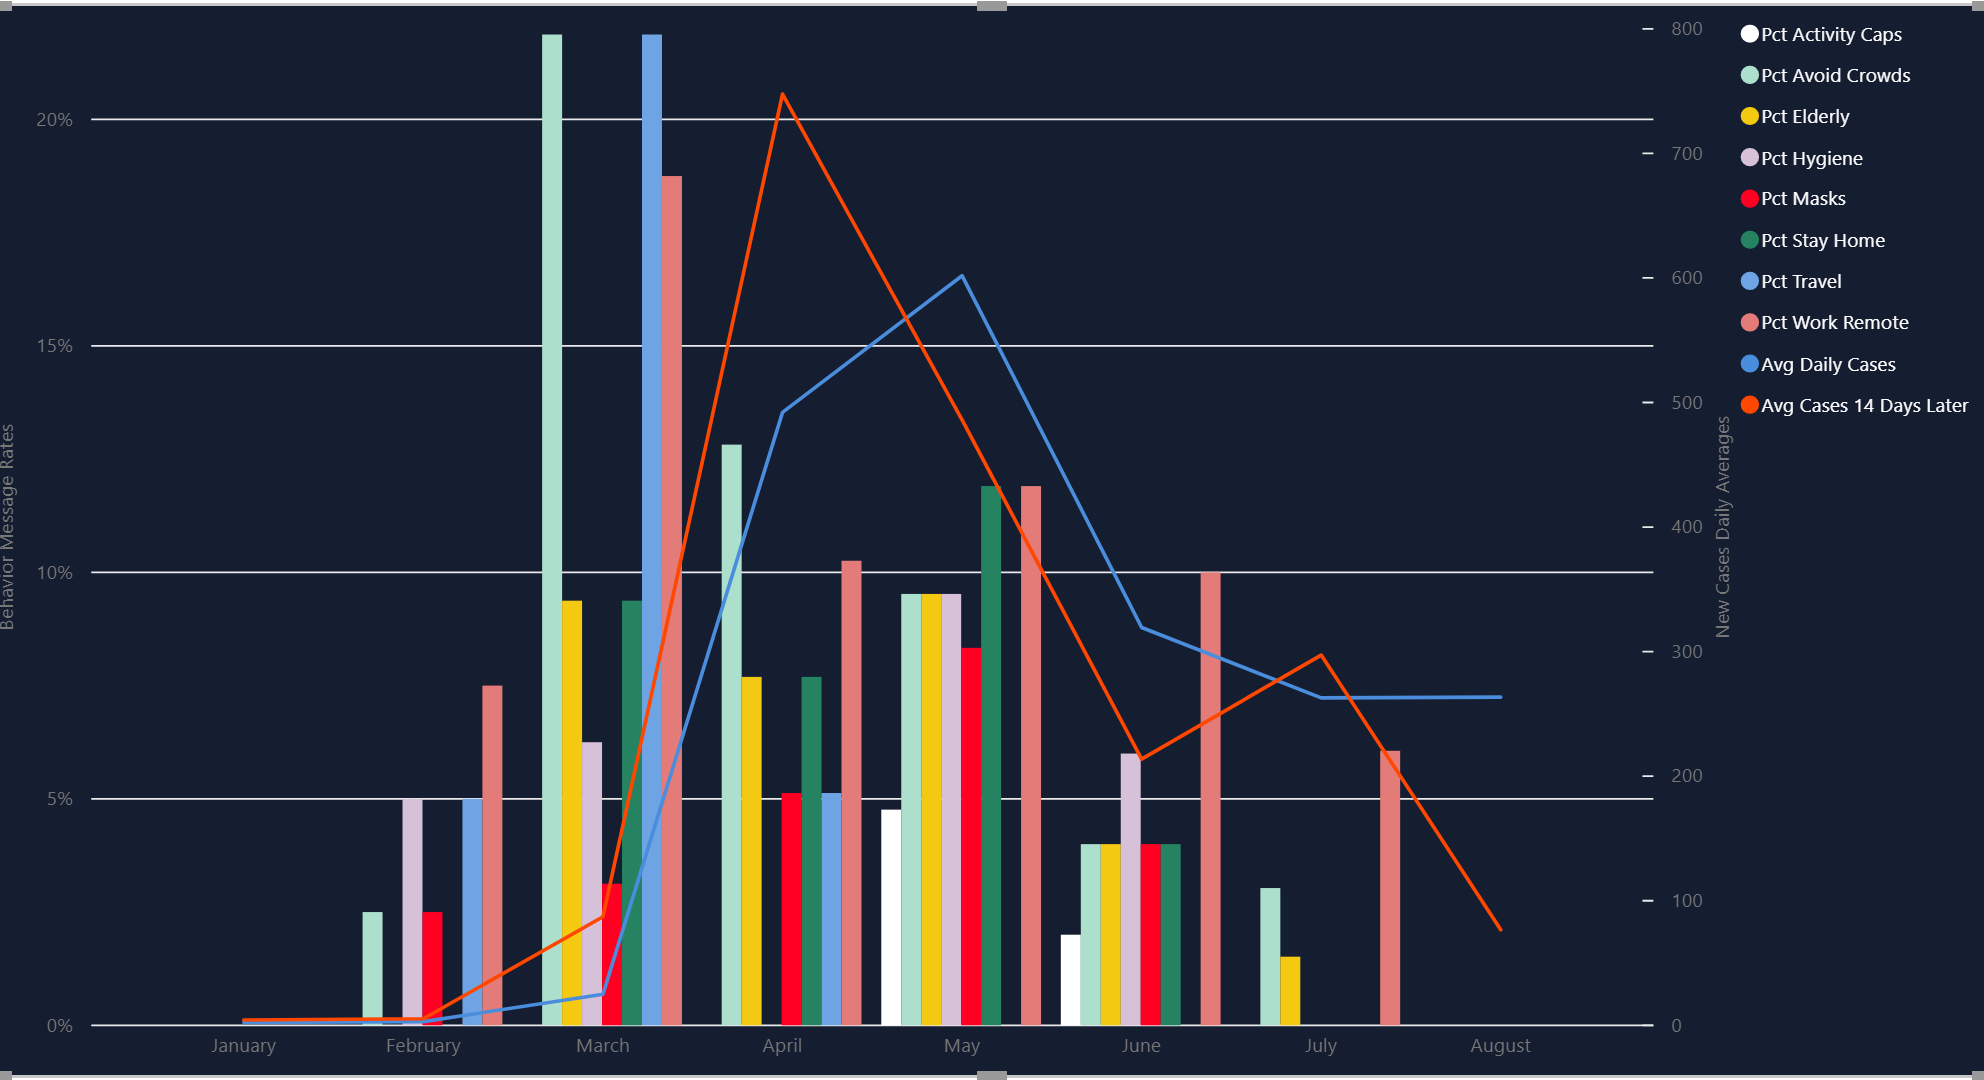 Pct Activity Caps
Pct Avoid Crowds
Pct Elderly
Pct Hygiene
Pct Masks
Pct Stay Home
Pct Travel
Pct Work Remote
Avg Daily Cases
Avg Cases 14 Days Later
Behavior Message Rates
20%
15%
10%
5%
0%
800
700
600
500
400
300
200
100
0
New Cases Daily Averages
January
February
March
April
May
June
July
August